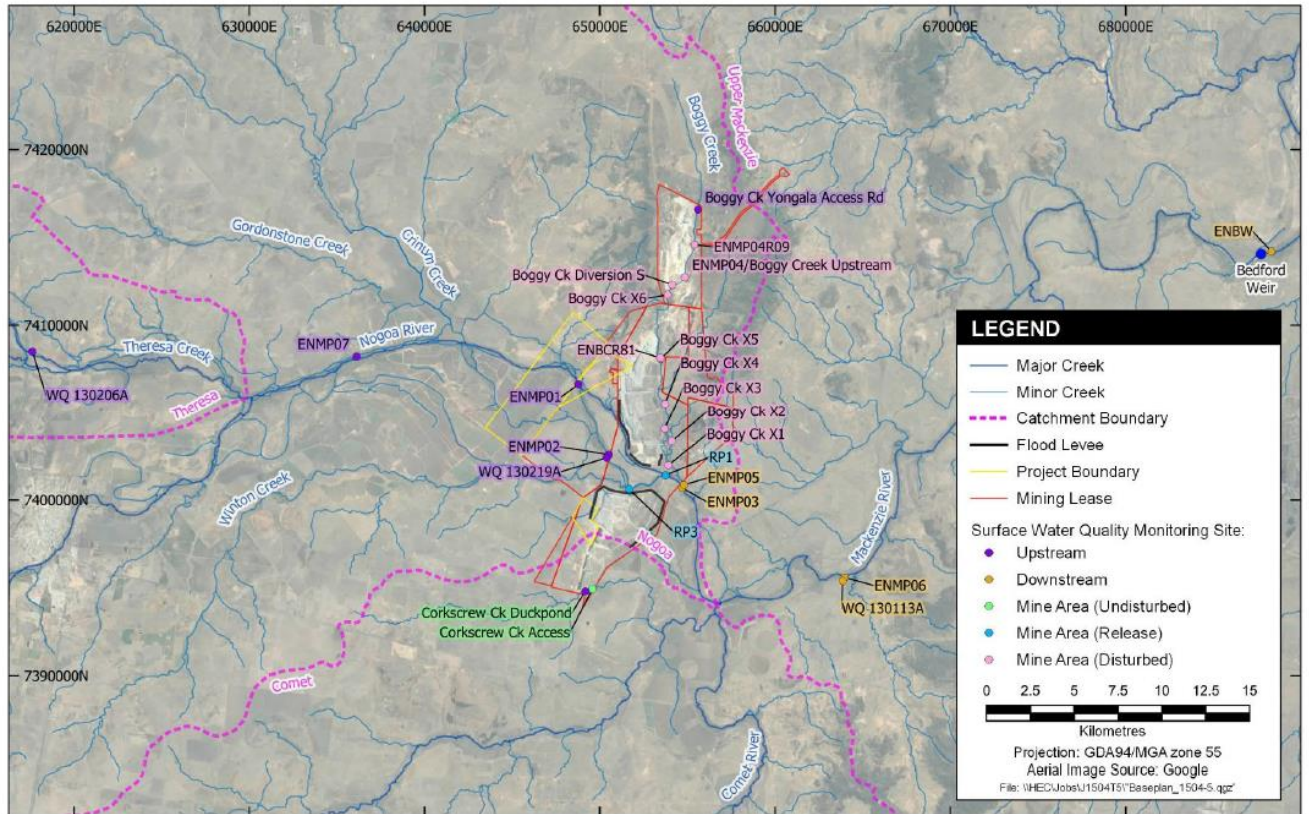 620000E
630000E
640000E
650000E
660000E
670000E
680000E
7420000N
7410000N
7400000N
7390000N
Upper Mackenzie
Boggy Creek
Boggy Ck Yongala Access Rd
Gordonstone Creek
Crinum Creek
ENMP04R09
ENMP04/Boggy Creek Upstream
Boggy Ck Diversion S
Boggy Ck X6
ENBW
Bedford
Weir
Nogoa River
ENMP07
Theresa Creek
WQ 130206A
Theresa
ENBCR81
Boggy Ck X5
Boggy Ck X4
ENMP01
Boggy Ck X3
Boggy Ck X2
Boggy Ck X1
ENMP02
WQ 130219A
RP1
ENMP05
ENMP03
Winton Creek
RP3
Nogoa
Mackenzie River
ENMP06
WQ 130113A
Corkscrew Ck Duckpond
Corkscrew Ck Access
Comet
Comet River
LEGEND
Major Creek
Minor Creek
Catchment Boundary
Flood Levee
Project Boundary
Mining Lease
Surface Water Quality Monitoring Site:
Upstream
Downstream
Mine Area (Undisturbed)
Mine Area (Release)
Mine Area (Disturbed)
0 2.5 5 7.5 10 12.5 15
Kilometres
Projection: GDA94/MGA zone 55
Aerial Image Source: Google
File: \\HEC\Jobs\J1504T5\"Baseplan_1504-5.qgz"